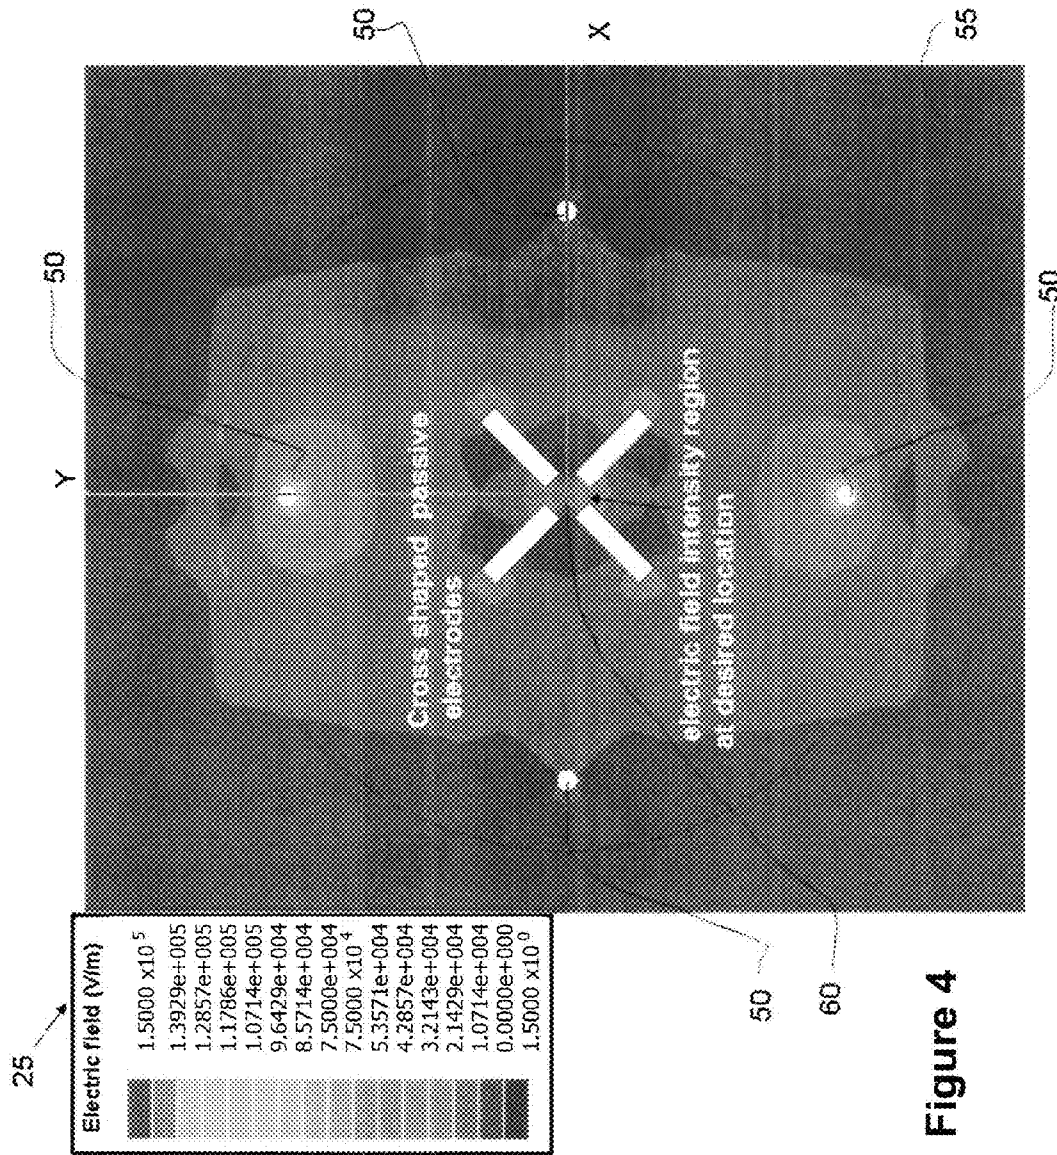 50
X
55
50
Y
50
Cross shaped passive
electrodes
electric field intensity region
at desired location
25
Electric field (V/m)
1.5000 x10 5
1.3929e+005
1.2857e+005
1.1786e+005
1.0714e+005
9.6429e+004
8.5714e+004
7.5000e+004
7.5000 x10 4
5.3571e+004
4.2857e+004
3.2143e+004
2.1429e+004
1.0714e+004
0.0000e+000
1.5000 x10 0
50
60
Figure 4